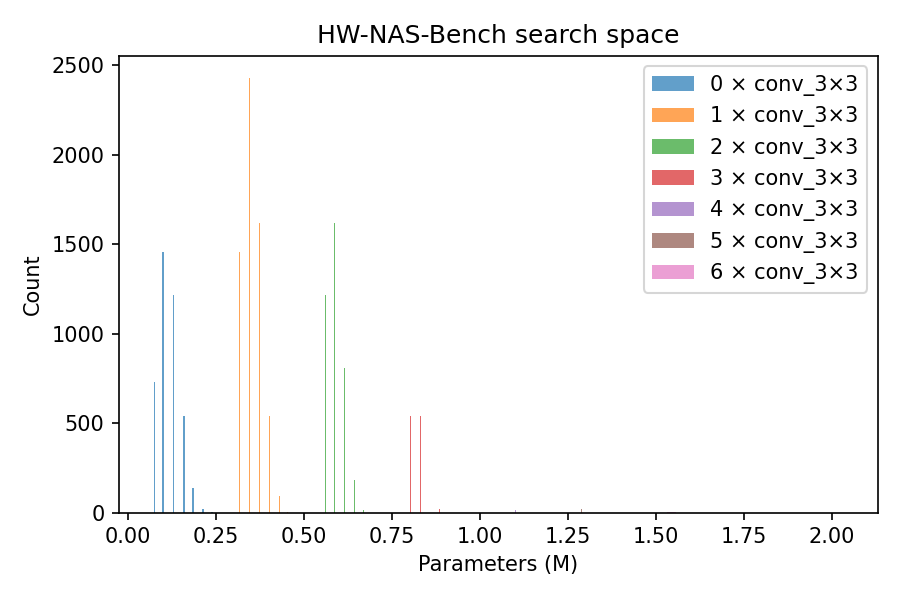 HW-NAS-Bench search space
2500
2000
1500
1000
500
0
Count
0.00 0.25 0.50 0.75 1.00 1.25 1.50 1.75 2.00
Parameters (M)
0 × conv_3×3
1 × conv_3×3
2 × conv_3×3
3 × conv_3×3
4 × conv_3×3
5 × conv_3×3
6 × conv_3×3